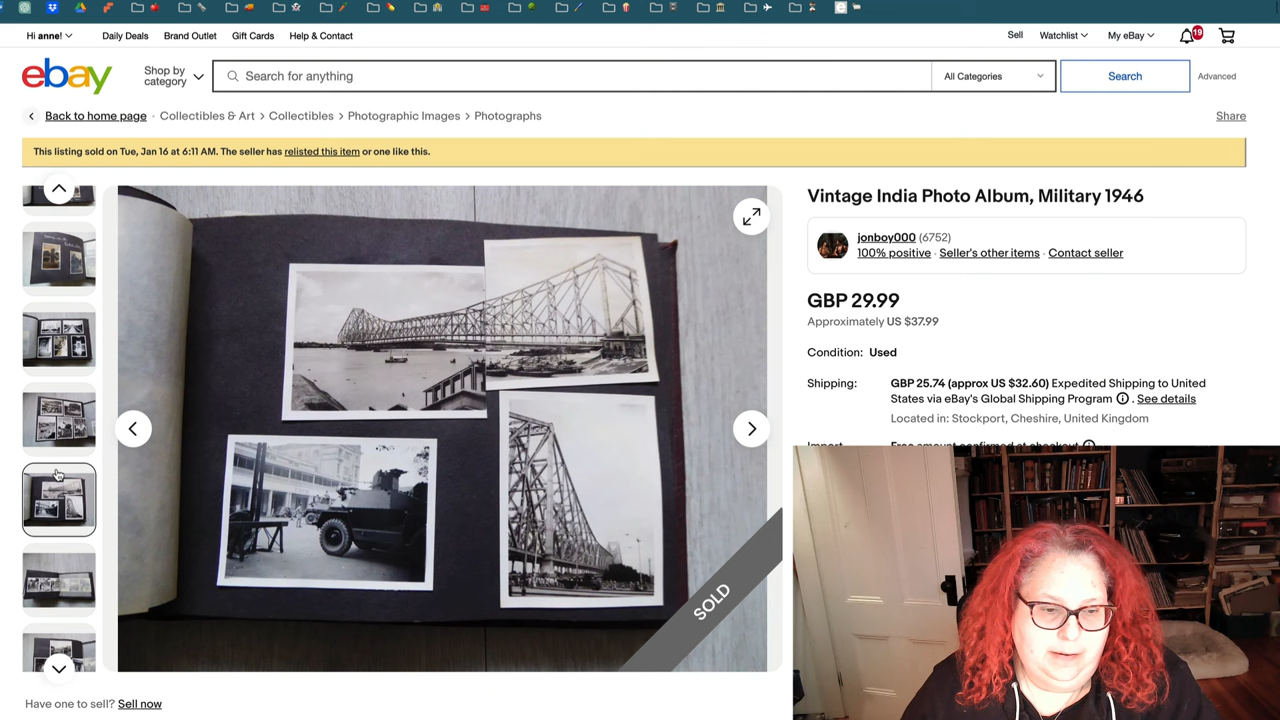 Hi anne!
Daily Deals
Brand Outlet
Gift Cards
Help & Contact
Sell
Watchlist
My eBay
19
ebay
Shop by category
Search for anything
All Categories
Search
Advanced
Back to home page
Collectibles & Art > Collectibles > Photographic Images > Photographs
Share
This listing sold on Tue, Jan 16 at 6:11 AM. The seller has relisted this item or one like this.
Vintage India Photo Album, Military 1946
jonboy000 (6752)
100% positive · Seller's other items · Contact seller
GBP 29.99
Approximately US $37.99
Condition: Used
Shipping: GBP 25.74 (approx US $32.60) Expedited Shipping to United
States via eBay's Global Shipping Program . See details
Located in: Stockport, Cheshire, United Kingdom
Import Free amount confirmed at checkout
SOLD
Have one to sell? Sell now